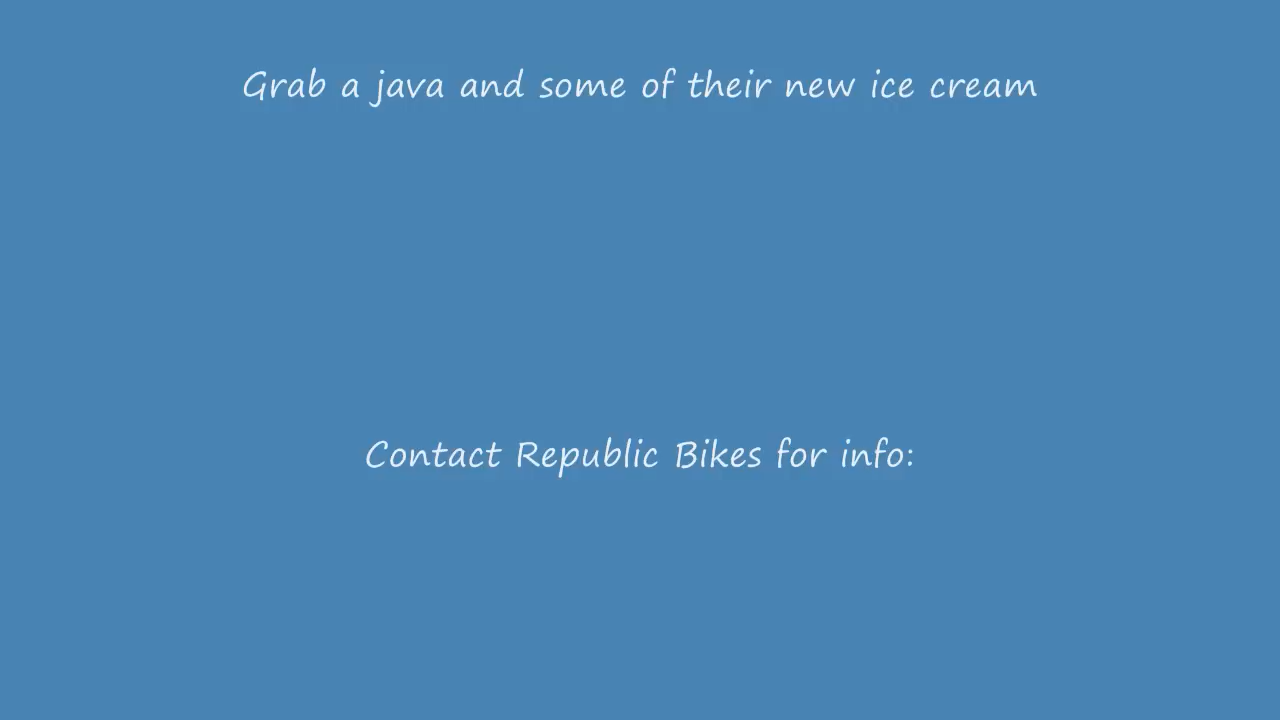 Grab a java and some of their new ice cream
Contact Republic Bikes for info: